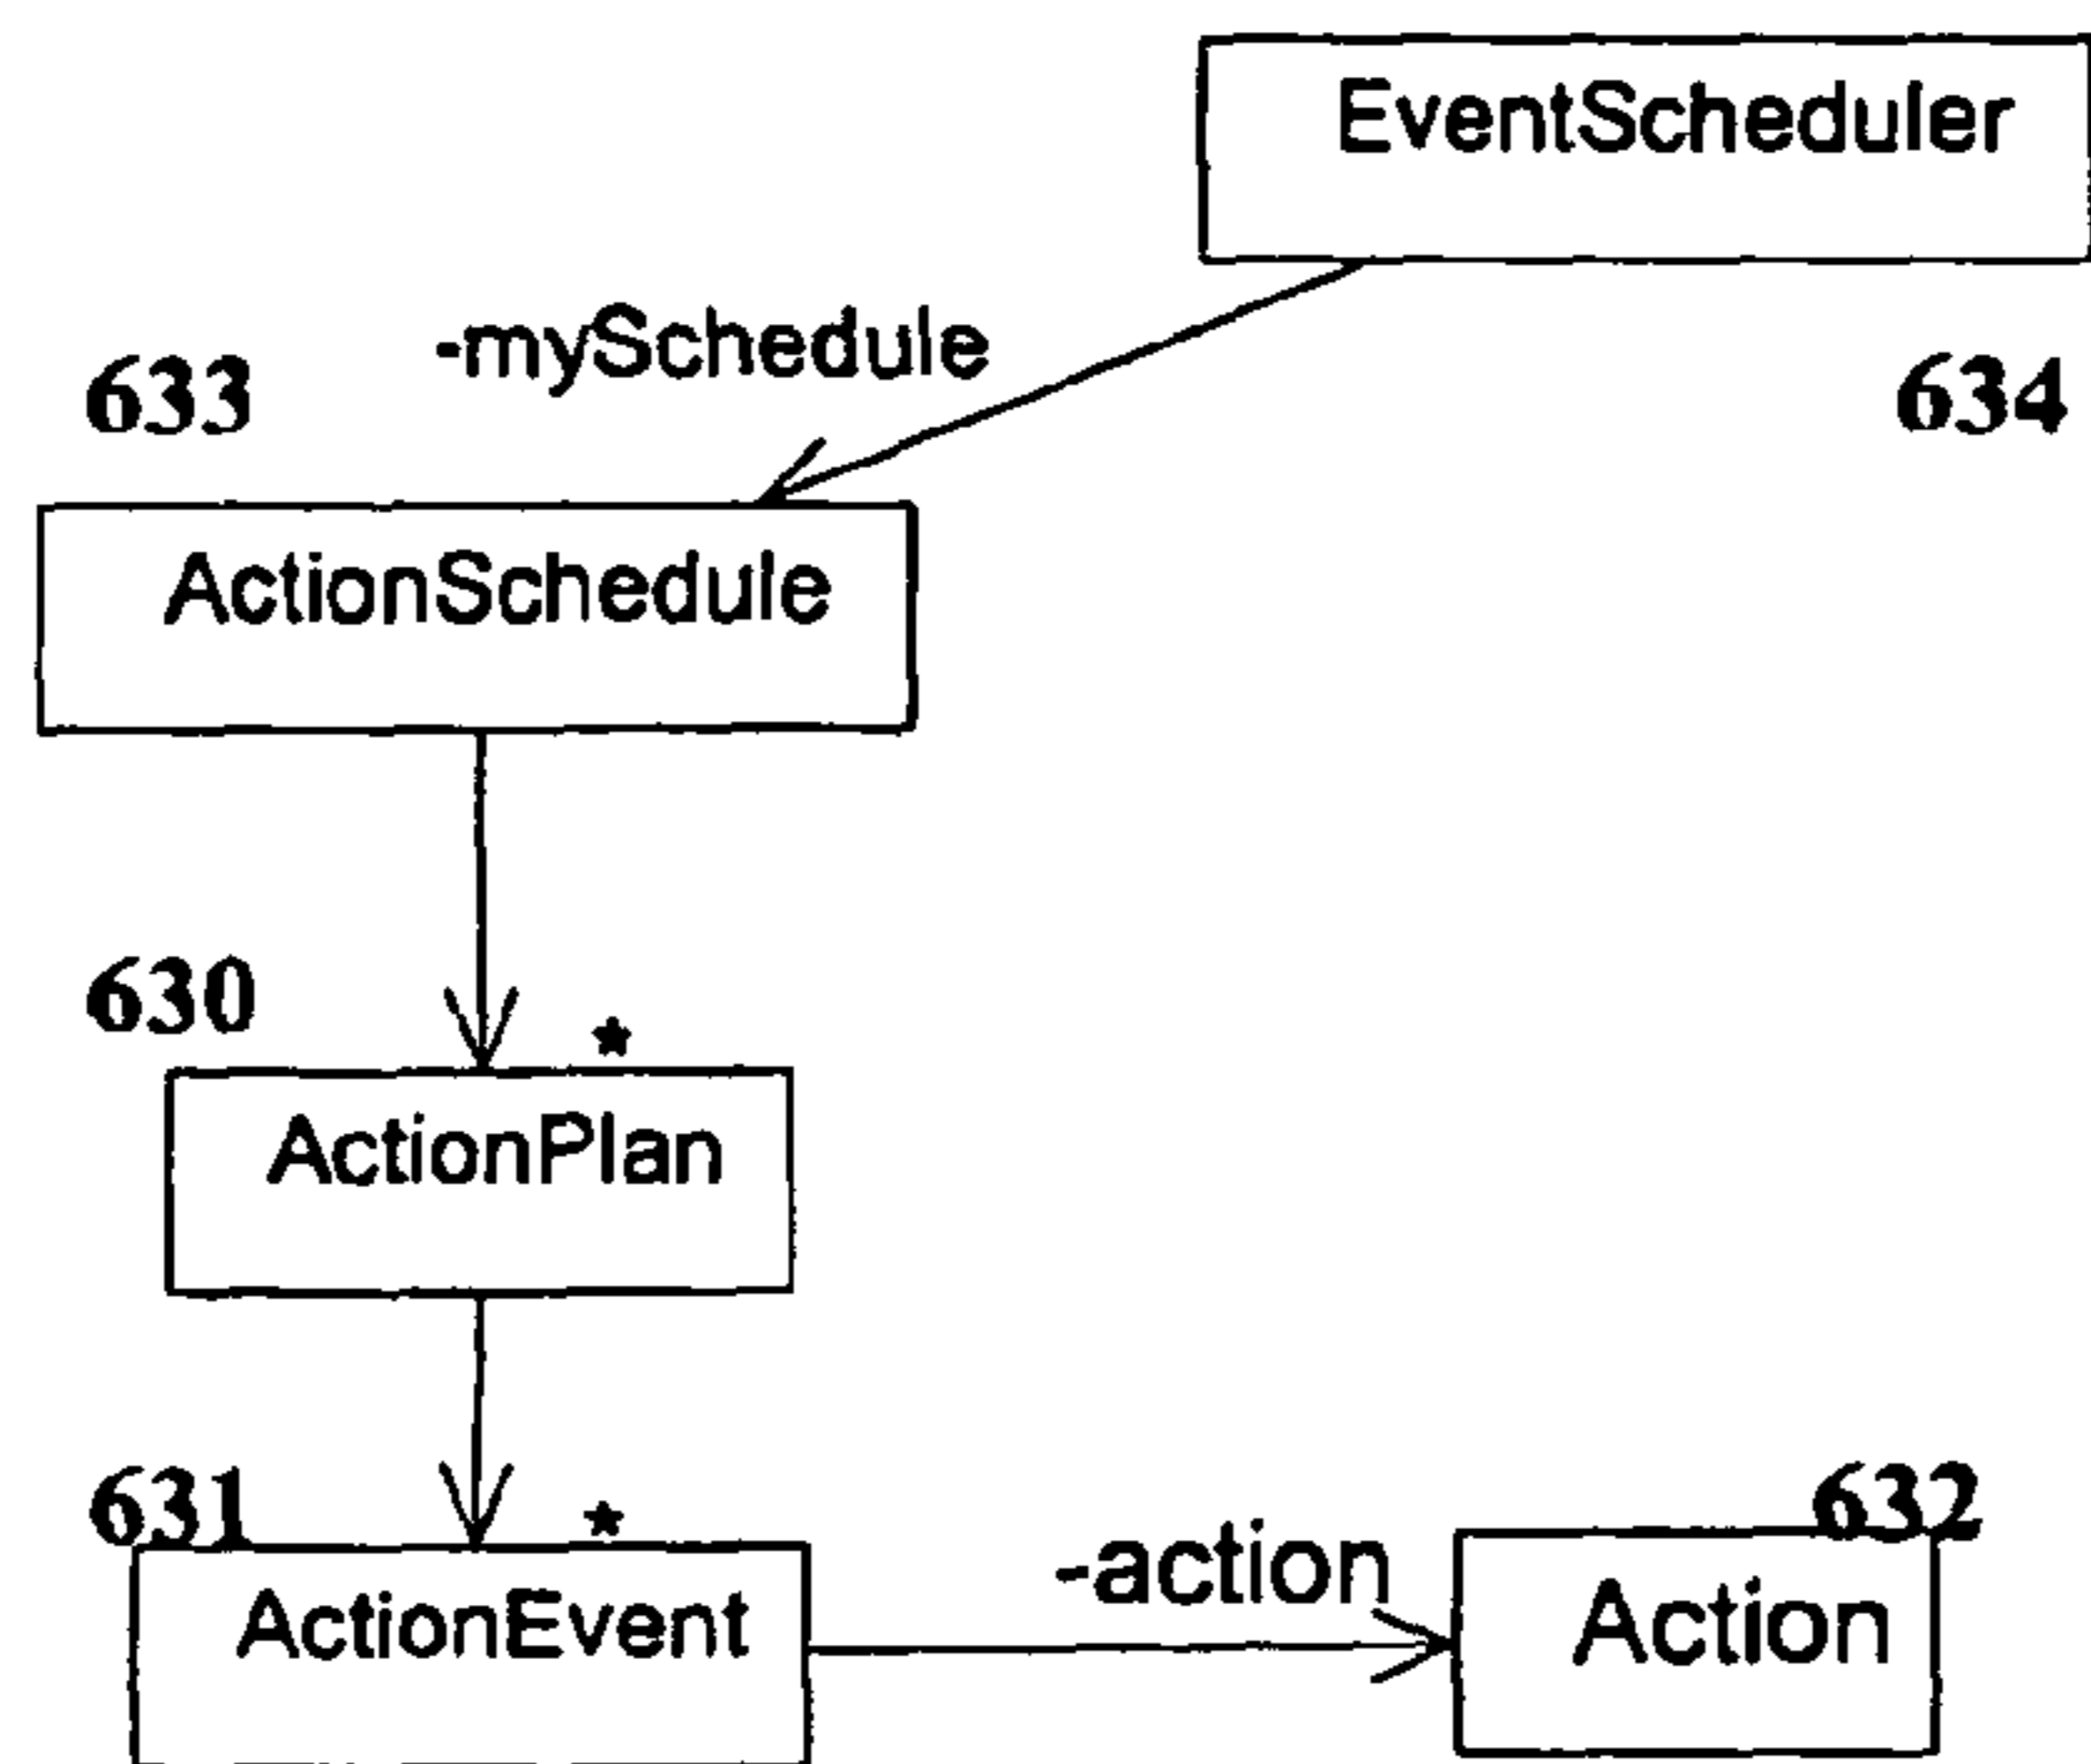 EventScheduler
-mySchedule
633
634
ActionSchedule
630
*
ActionPlan
631
*
632
-action
ActionEvent
Action